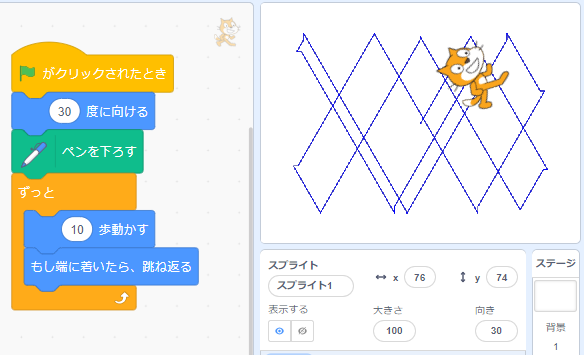 がクリックされたとき
30 度に向ける
ペンを下ろす
ずっと
10 歩動かす
もし端に着いたら、跳ね返る
スプライト
スプライト1
x 76
y 74
表示する
大きさ
100
向き
30
ステージ
背景
1